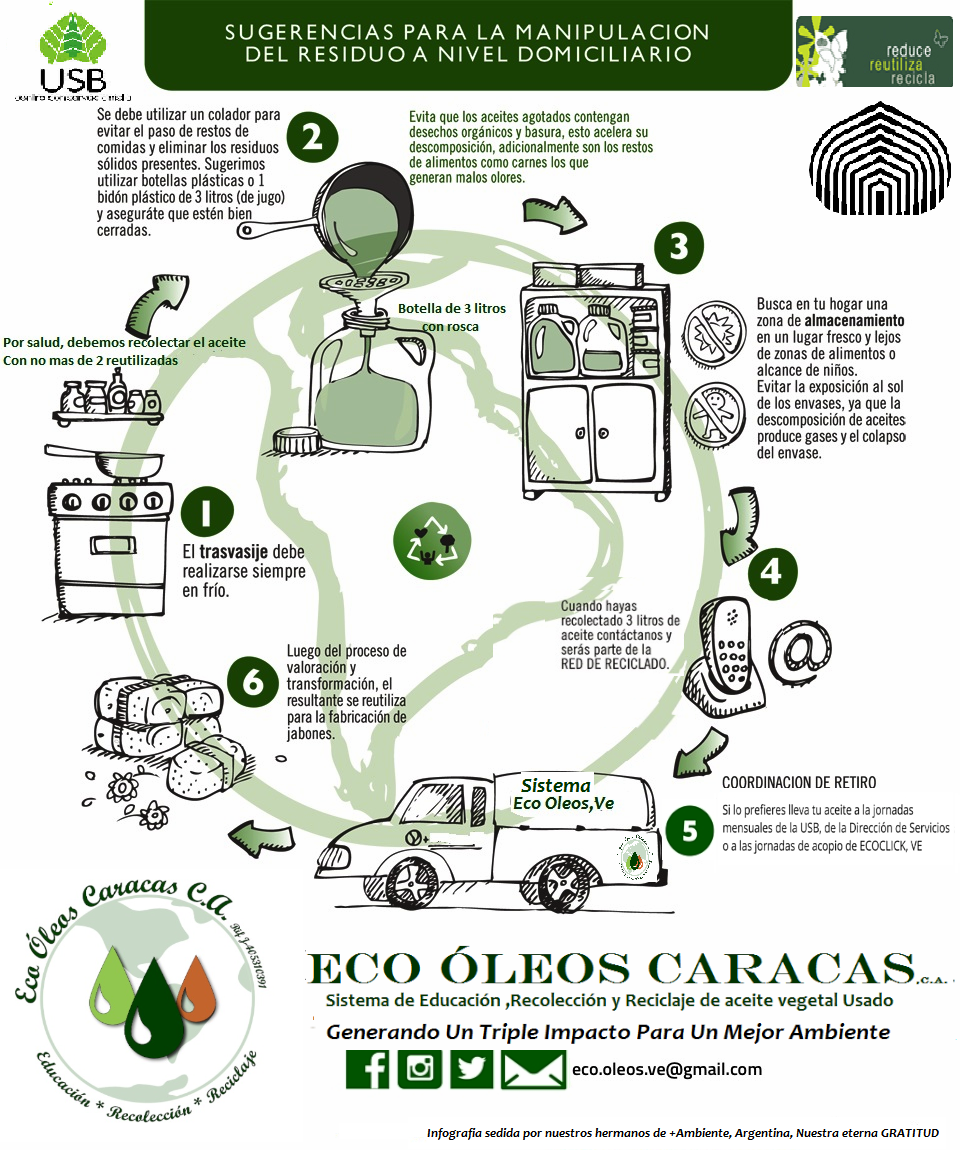 SUGERENCIAS PARA LA MANIPULACION
DEL RESIDUO A NIVEL DOMICILIARIO
USB
reduce
reutiliza
recicla
Se debe utilizar un colador para
evitar el paso de restos de
comidas y eliminar los residuos
sólidos presentes. Sugerimos
utilizar botellas plásticas o 1
bidón plástico de 3 litros (de jugo)
y aseguráte que estén bien
cerradas.
2
Evita que los aceites agotados contengan
desechos orgánicos y basura, esto acelera su
descomposición, adicionalmente son los restos
de alimentos como carnes los que
generan malos olores.
3
Botella de 3 litros
con rosca
Busca en tu hogar una
zona de almacenamiento
en un lugar fresco y lejos
de zonas de alimentos o
alcance de niños.
Evitar la exposición al sol
de los envases, ya que la
descomposición de aceites
produce gases y el colapso
del envase.
Por salud, debemos recolectar el aceite
Con no mas de 2 reutilizadas
1
El trasvasije debe
realizarse siempre
en frío.
4
Cuando hayas
recolectado 3 litros de
aceite contáctanos y
serás parte de la
RED DE RECICLADO.
@
6
Luego del proceso de
valoración y
transformación, el
resultante se reutiliza
para la fabricación de
jabones.
Sistema
Eco Oleos,Ve
5
COORDINACION DE RETIRO
Si lo prefieres lleva tu aceite a la jornadas
mensuales de la USB, de la Dirección de Servicios
o a las jornadas de acopio de ECOCLICK, VE
Eco Óleos Caracas C.A.
Rif J-405310391
Educación * Recolección * Reciclaje
ECO ÓLEOS CARACAS,C.A.
Sistema de Educación ,Recolección y Reciclaje de aceite vegetal Usado
Generando Un Triple Impacto Para Un Mejor Ambiente
eco.oleos.ve@gmail.com
Infografia sedida por nuestros hermanos de +Ambiente, Argentina, Nuestra eterna GRATITUD